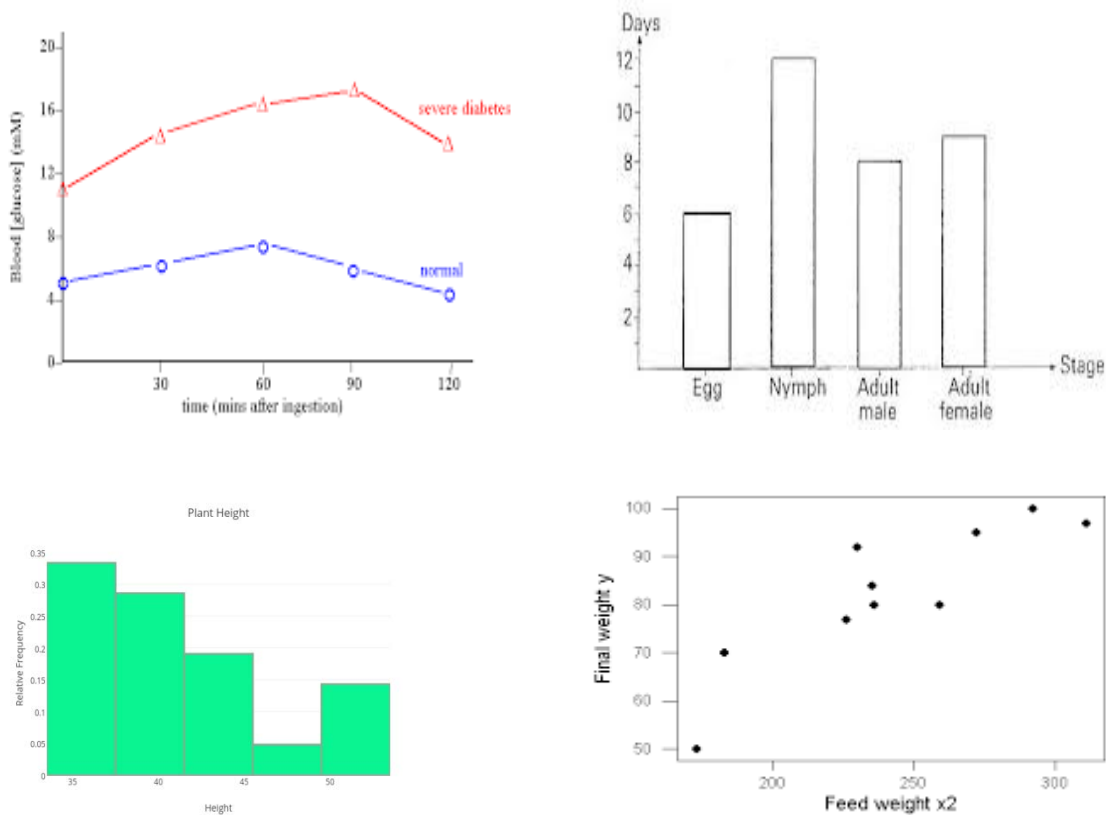 20
16
12
8
4
0
Blood [glucose] (mM)
severe diabetes
normal
30 60 90 120
time (mins after ingestion)
Days
12
10
8
6
4
2
Stage
Egg Nymph Adult male Adult female
Plant Height
0.35
0.3
0.25
0.2
0.15
0.1
0.05
0
Relative Frequency
35 40 45 50
Height
100
90
80
70
60
50
Final weight y
200 250 300
Feed weight x2